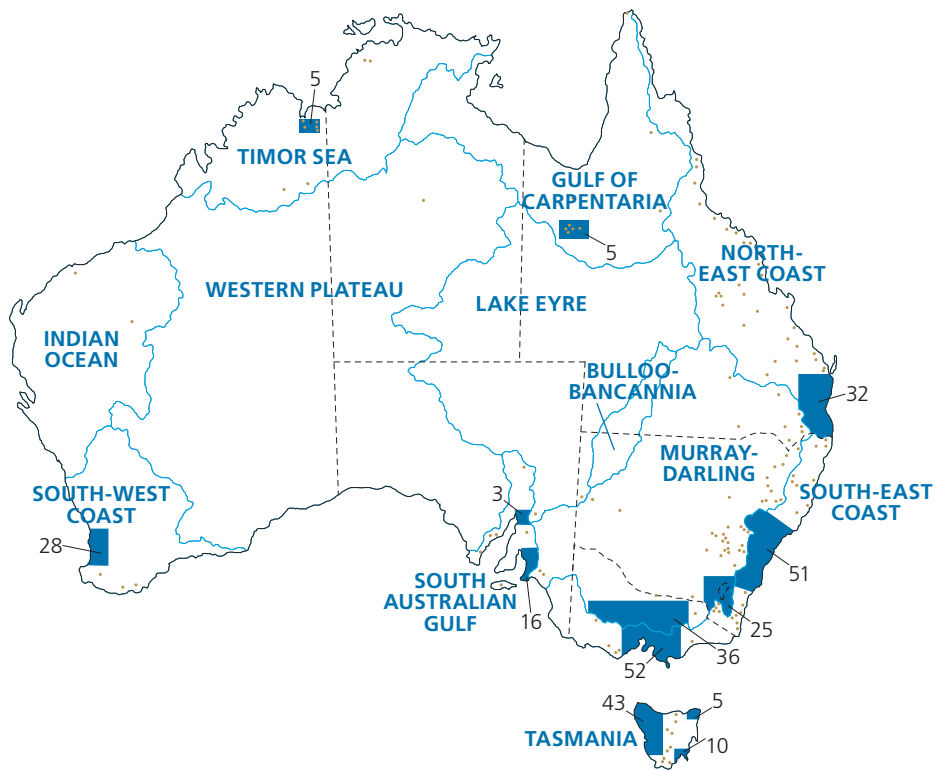 5
TIMOR SEA
GULF OF
CARPENTARIA
5
NORTH-
EAST COAST
WESTERN PLATEAU
LAKE EYRE
INDIAN
OCEAN
BULLOO-
BANCANNIA
32
MURRAY-
DARLING
SOUTH-WEST
COAST
3
SOUTH-EAST
COAST
28
51
SOUTH
AUSTRALIAN
GULF
16
25
36
52
43
5
TASMANIA
10